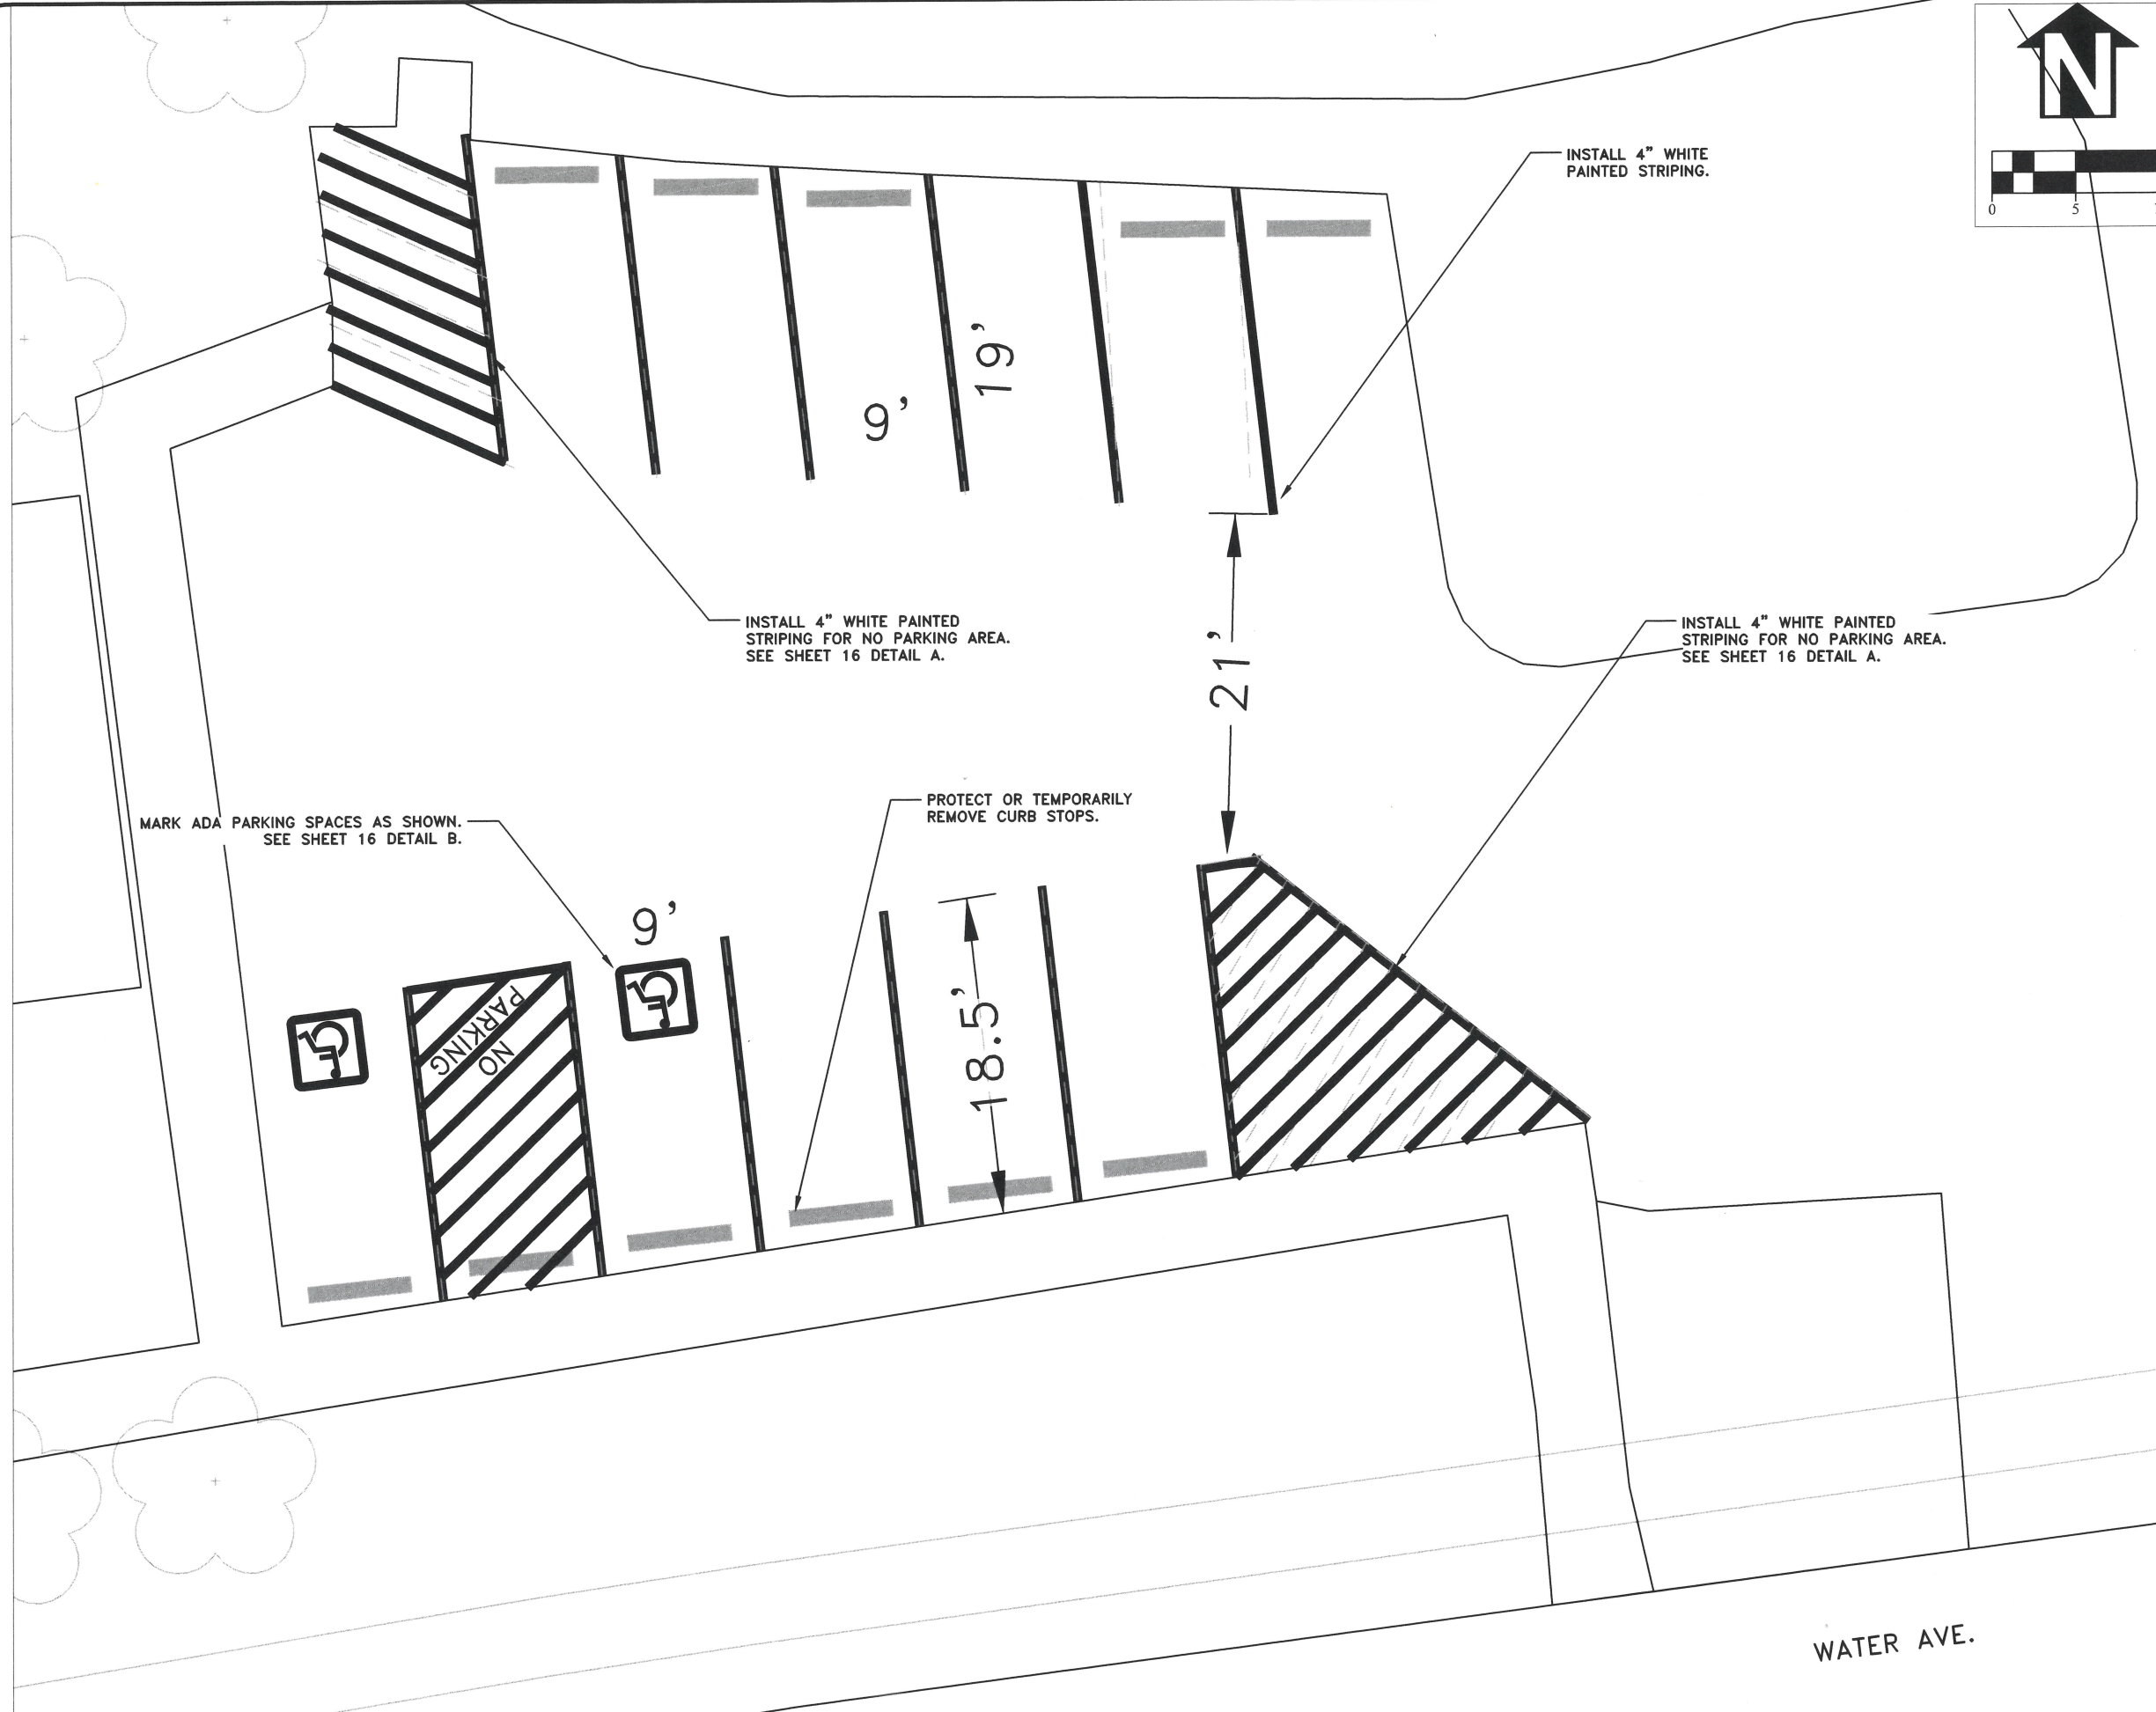 N
0 5
INSTALL 4" WHITE
PAINTED STRIPING.
19'
9'
INSTALL 4" WHITE PAINTED
STRIPING FOR NO PARKING AREA.
SEE SHEET 16 DETAIL A.
21'
INSTALL 4" WHITE PAINTED
STRIPING FOR NO PARKING AREA.
SEE SHEET 16 DETAIL A.
MARK ADA PARKING SPACES AS SHOWN.
SEE SHEET 16 DETAIL B.
PROTECT OR TEMPORARILY
REMOVE CURB STOPS.
9'
18.5'
NO
PARKING
WATER AVE.